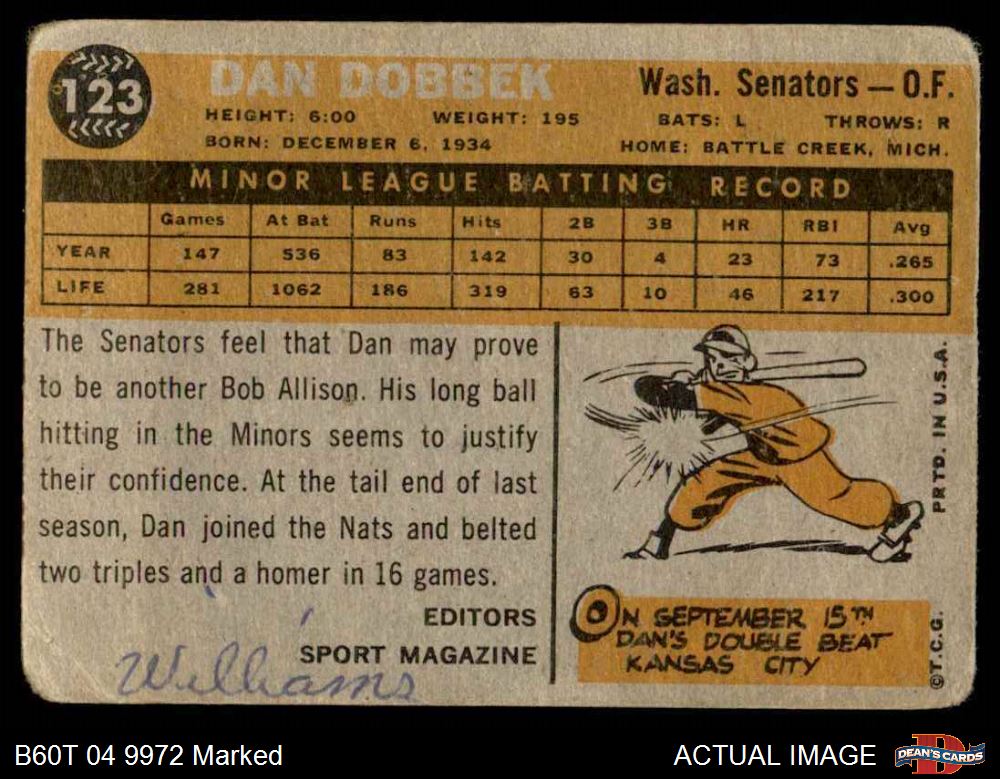 123
DAN DOBBEK
Wash. Senators — O.F.
HEIGHT: 6:00 WEIGHT: 195 BATS: L THROWS: R
BORN: DECEMBER 6, 1934 HOME: BATTLE CREEK, MICH.
MINOR LEAGUE BATTING RECORD
Games At Bat Runs Hits 2B 3B HR RBI Avg
YEAR 147 536 83 142 30 4 23 73 .265
LIFE 281 1062 186 319 63 10 46 217 .300
The Senators feel that Dan may prove
to be another Bob Allison. His long ball
hitting in the Minors seems to justify
their confidence. At the tail end of last
season, Dan joined the Nats and belted
two triples and a homer in 16 games.
EDITORS
SPORT MAGAZINE
Williams
ON SEPTEMBER 15TH
DAN'S DOUBLE BEAT
KANSAS CITY
PRTD. IN U.S.A.
©T.C.G.
B60T 04 9972 Marked
ACTUAL IMAGE
DEAN'S CARDS